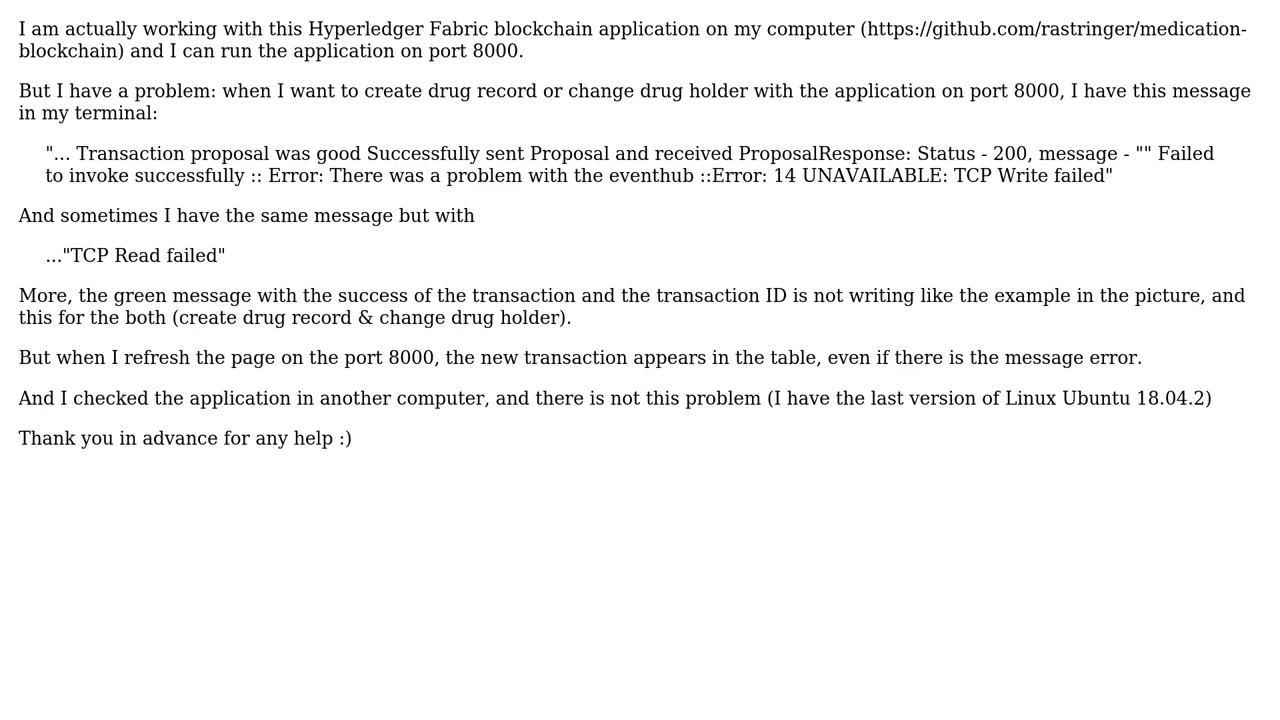 I am actually working with this Hyperledger Fabric blockchain application on my computer (https://github.com/rastringer/medication-
blockchain) and I can run the application on port 8000.
But I have a problem: when I want to create drug record or change drug holder with the application on port 8000, I have this message
in my terminal:
"... Transaction proposal was good Successfully sent Proposal and received ProposalResponse: Status - 200, message - "" Failed
to invoke successfully :: Error: There was a problem with the eventhub ::Error: 14 UNAVAILABLE: TCP Write failed"
And sometimes I have the same message but with
..."TCP Read failed"
More, the green message with the success of the transaction and the transaction ID is not writing like the example in the picture, and
this for the both (create drug record & change drug holder).
But when I refresh the page on the port 8000, the new transaction appears in the table, even if there is the message error.
And I checked the application in another computer, and there is not this problem (I have the last version of Linux Ubuntu 18.04.2)
Thank you in advance for any help :)